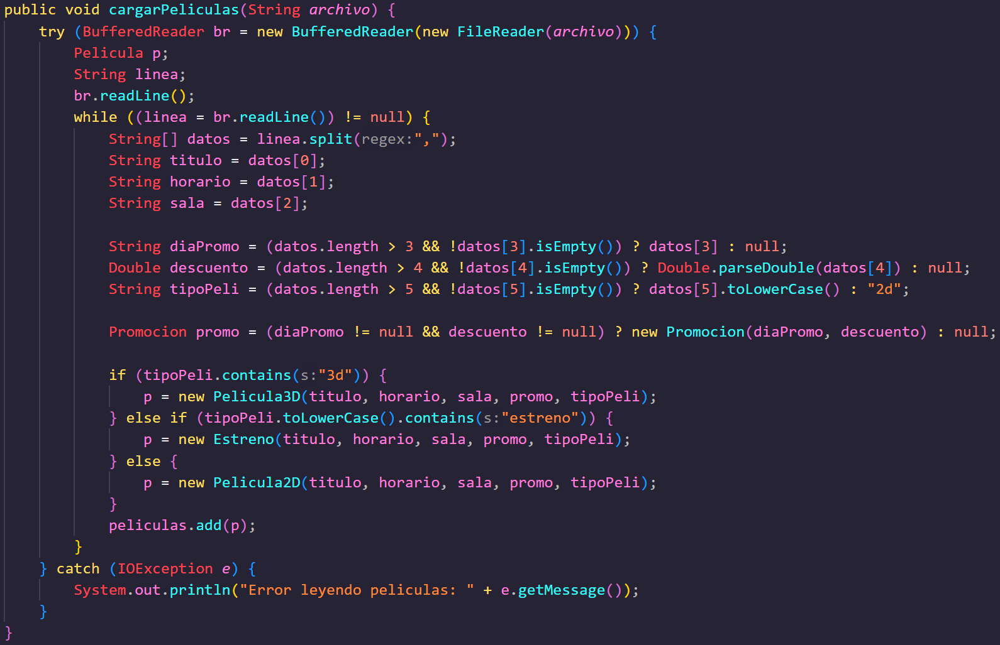 public void cargarPeliculas(String archivo) {
    try (BufferedReader br = new BufferedReader(new FileReader(archivo))) {
        Pelicula p;
        String linea;
        br.readLine();
        while ((linea = br.readLine()) != null) {
            String[] datos = linea.split(regex:",");
            String titulo = datos[0];
            String horario = datos[1];
            String sala = datos[2];

            String diaPromo = (datos.length > 3 && !datos[3].isEmpty()) ? datos[3] : null;
            Double descuento = (datos.length > 4 && !datos[4].isEmpty()) ? Double.parseDouble(datos[4]) : null;
            String tipoPeli = (datos.length > 5 && !datos[5].isEmpty()) ? datos[5].toLowerCase() : "2d";

            Promocion promo = (diaPromo != null && descuento != null) ? new Promocion(diaPromo, descuento) : null;

            if (tipoPeli.contains(s:"3d")) {
                p = new Pelicula3D(titulo, horario, sala, promo, tipoPeli);
            } else if (tipoPeli.toLowerCase().contains(s:"estreno")) {
                p = new Estreno(titulo, horario, sala, promo, tipoPeli);
            } else {
                p = new Pelicula2D(titulo, horario, sala, promo, tipoPeli);
            }
            peliculas.add(p);
        }
    } catch (IOException e) {
        System.out.println("Error leyendo peliculas: " + e.getMessage());
    }
}